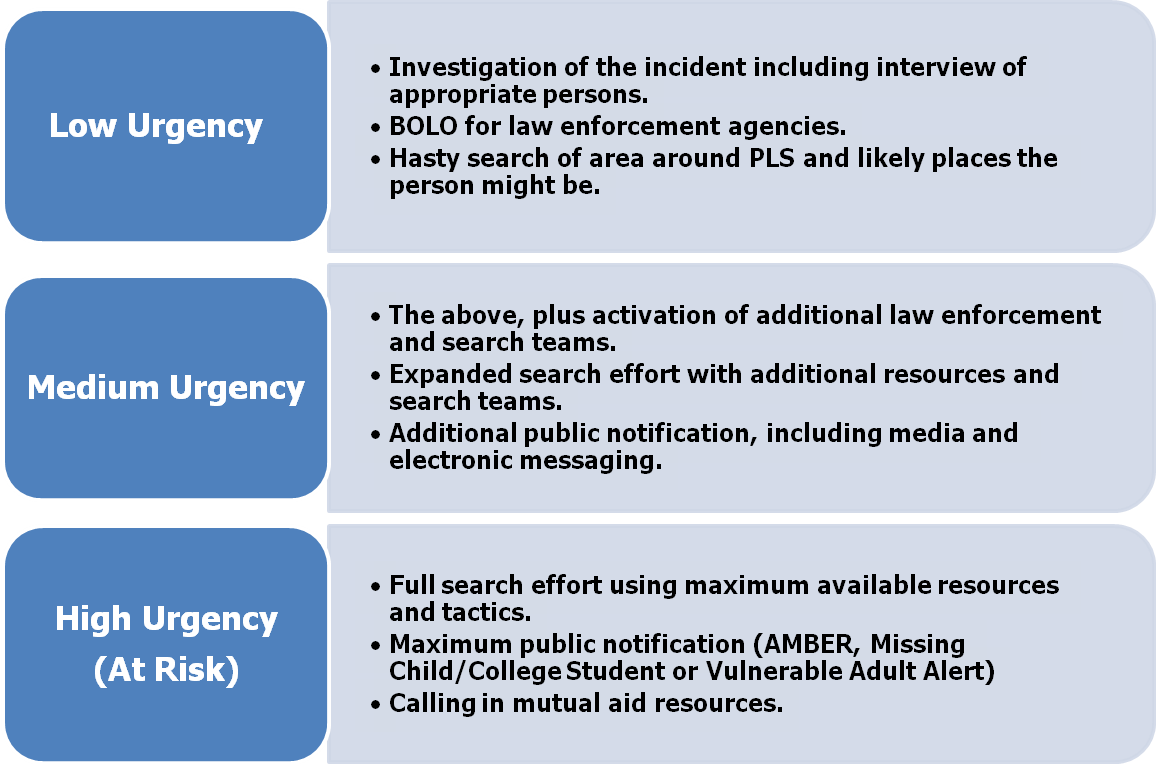 Low Urgency
• Investigation of the incident including interview of
appropriate persons.
• BOLO for law enforcement agencies.
• Hasty search of area around PLS and likely places the
person might be.
Medium Urgency
• The above, plus activation of additional law enforcement
and search teams.
• Expanded search effort with additional resources and
search teams.
• Additional public notification, including media and
electronic messaging.
High Urgency
(At Risk)
• Full search effort using maximum available resources
and tactics.
• Maximum public notification (AMBER, Missing
Child/College Student or Vulnerable Adult Alert)
• Calling in mutual aid resources.